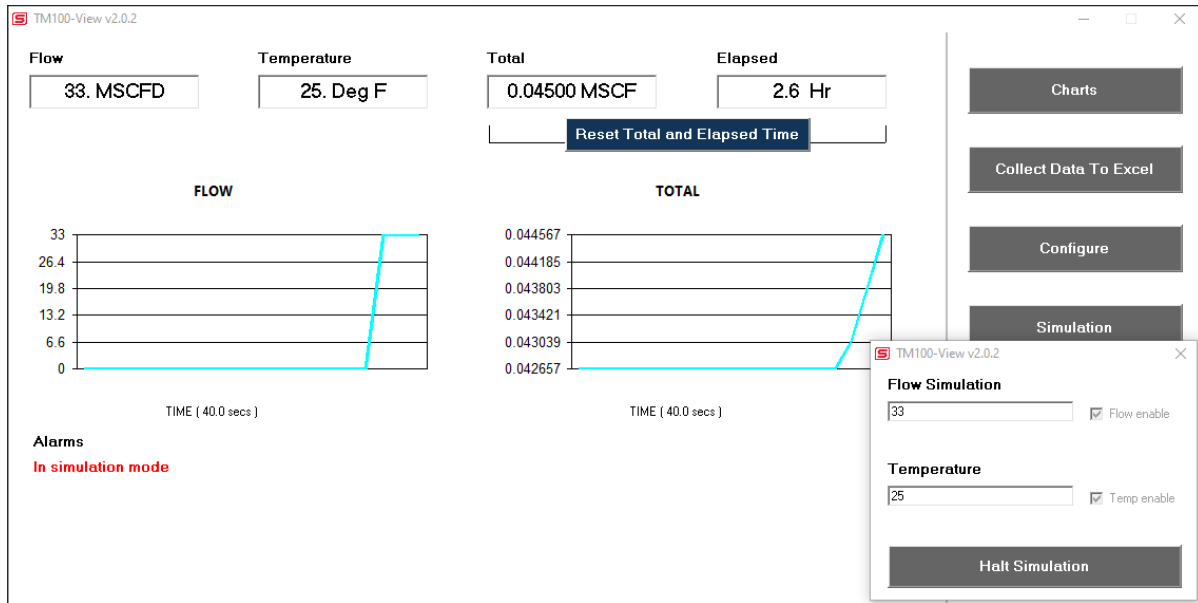 TM100-View v2.0.2
Flow
Temperature
Total
Elapsed
33. MSCFD
25. Deg F
0.04500 MSCF
2.6 Hr
Reset Total and Elapsed Time
Charts
Collect Data To Excel
Configure
Simulation
FLOW
33
26.4
19.8
13.2
6.6
0
TIME ( 40.0 secs )
TOTAL
0.044567
0.044185
0.043803
0.043421
0.043039
0.042657
TIME ( 40.0 secs )
Alarms
In simulation mode
TM100-View v2.0.2
Flow Simulation
33
Flow enable
Temperature
25
Temp enable
Halt Simulation